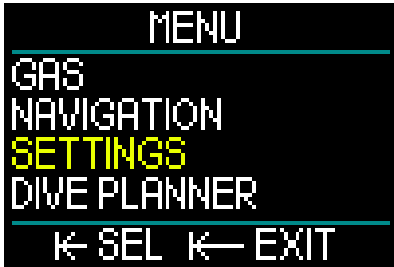 MENU
GAS
NAVIGATION
SETTINGS
DIVE PLANNER
SEL EXIT